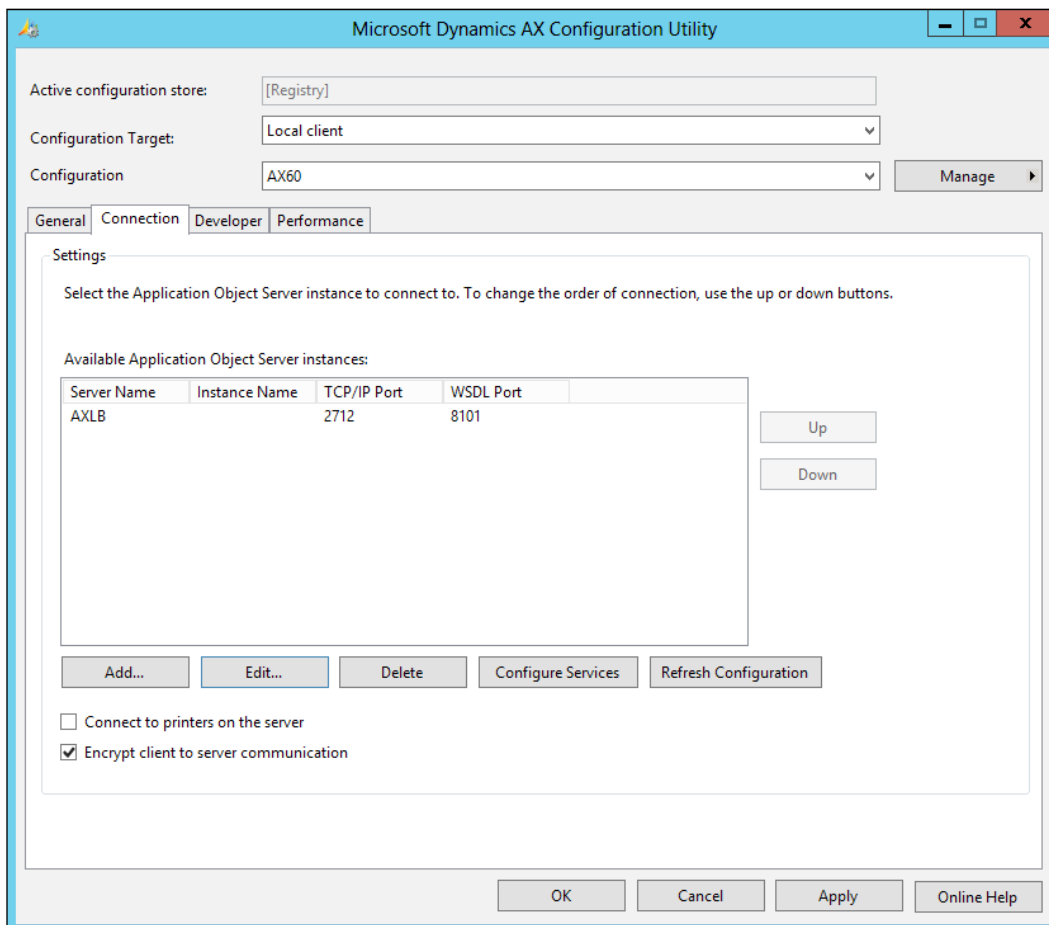 Microsoft Dynamics AX Configuration Utility
Active configuration store: [Registry]
Configuration Target: Local client
Configuration AX60 Manage
General Connection Developer Performance
Settings
Select the Application Object Server instance to connect to. To change the order of connection, use the up or down buttons.
Available Application Object Server instances:
Server Name Instance Name TCP/IP Port WSDL Port
AXLB 2712 8101
Up
Down
Add... Edit... Delete Configure Services Refresh Configuration
Connect to printers on the server
Encrypt client to server communication
OK Cancel Apply Online Help